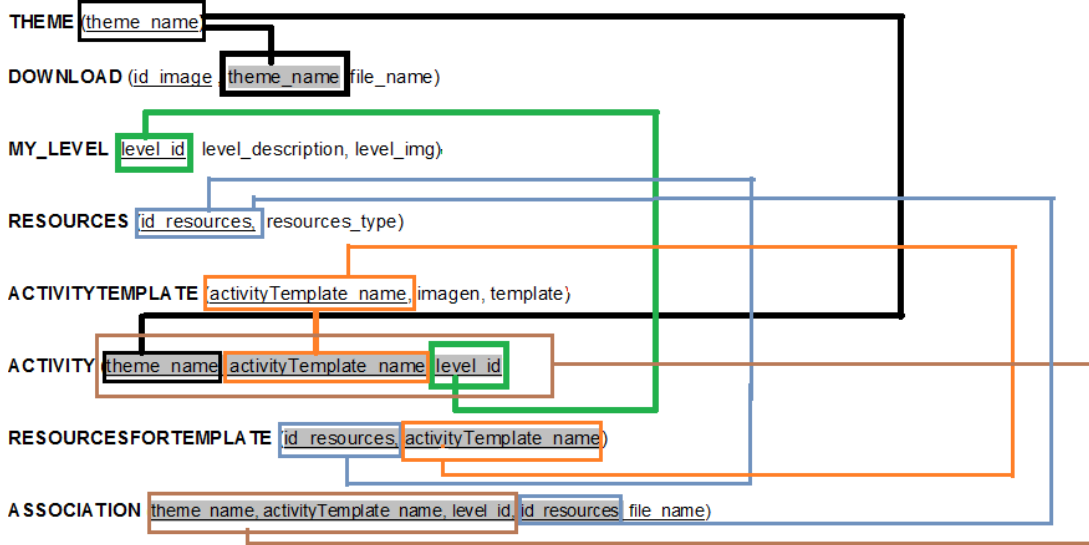 THEME (theme_name)
DOWNLOAD (id_image, theme_name file_name)
MY_LEVEL level_id level_description, level_img)
RESOURCES (id_resources, resources_type)
ACTIVITYTEMPLATE (activityTemplate_name, imagen, template)
ACTIVITY (theme_name activityTemplate_name level_id
RESOURCESFORTEMPLATE (id_resources, activityTemplate_name)
ASSOCIATION theme_name, activityTemplate_name, level_id, id_resources file_name)